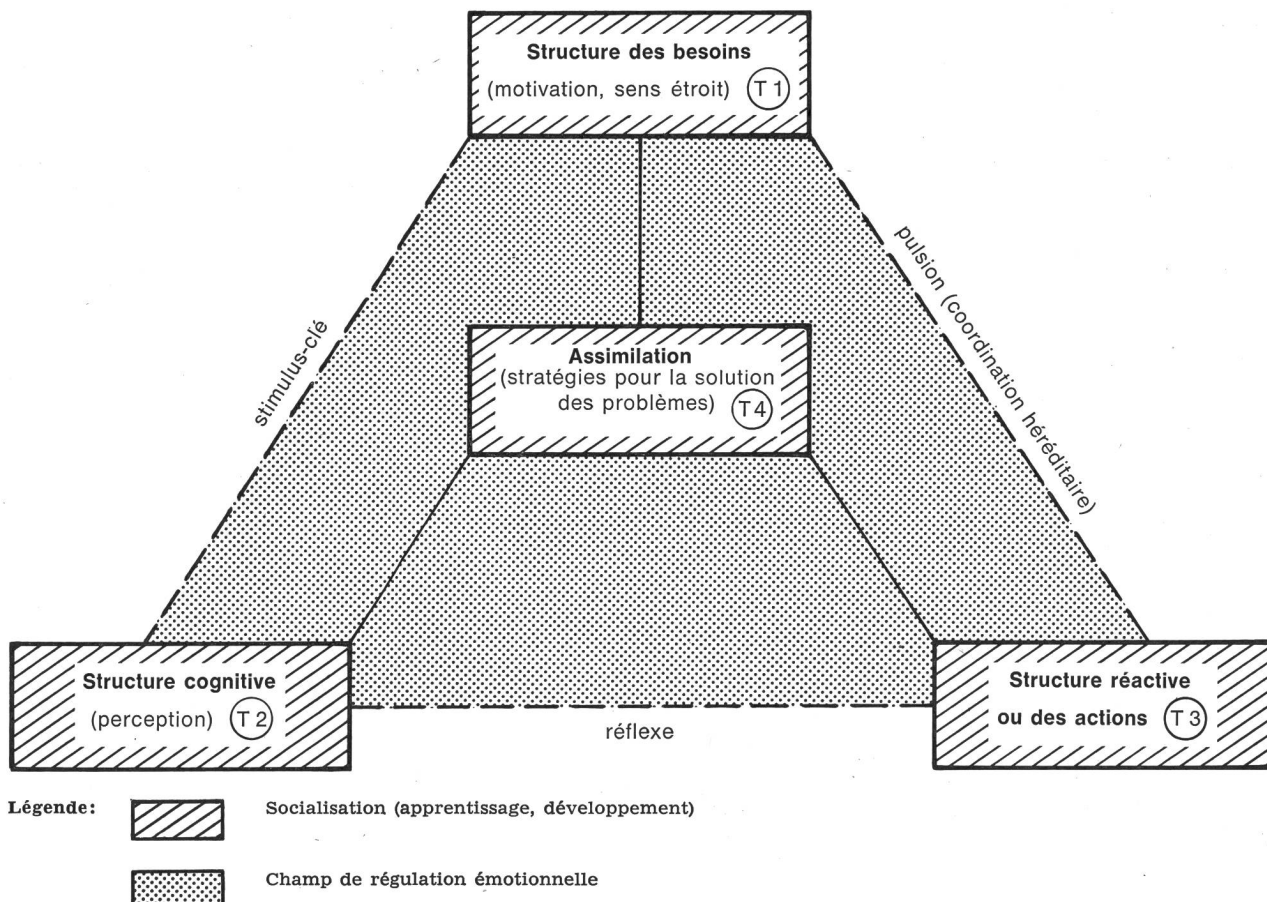 Structure des besoins
(motivation, sens étroit) T 1
pulsion (coordination héréditaire)
stimulus-clé
Assimilation
(stratégies pour la solution
des problèmes) T 4
Structure cognitive
(perception) T 2
Structure réactive
ou des actions T 3
réflexe
Légende:
Socialisation (apprentissage, développement)
Champ de régulation émotionnelle